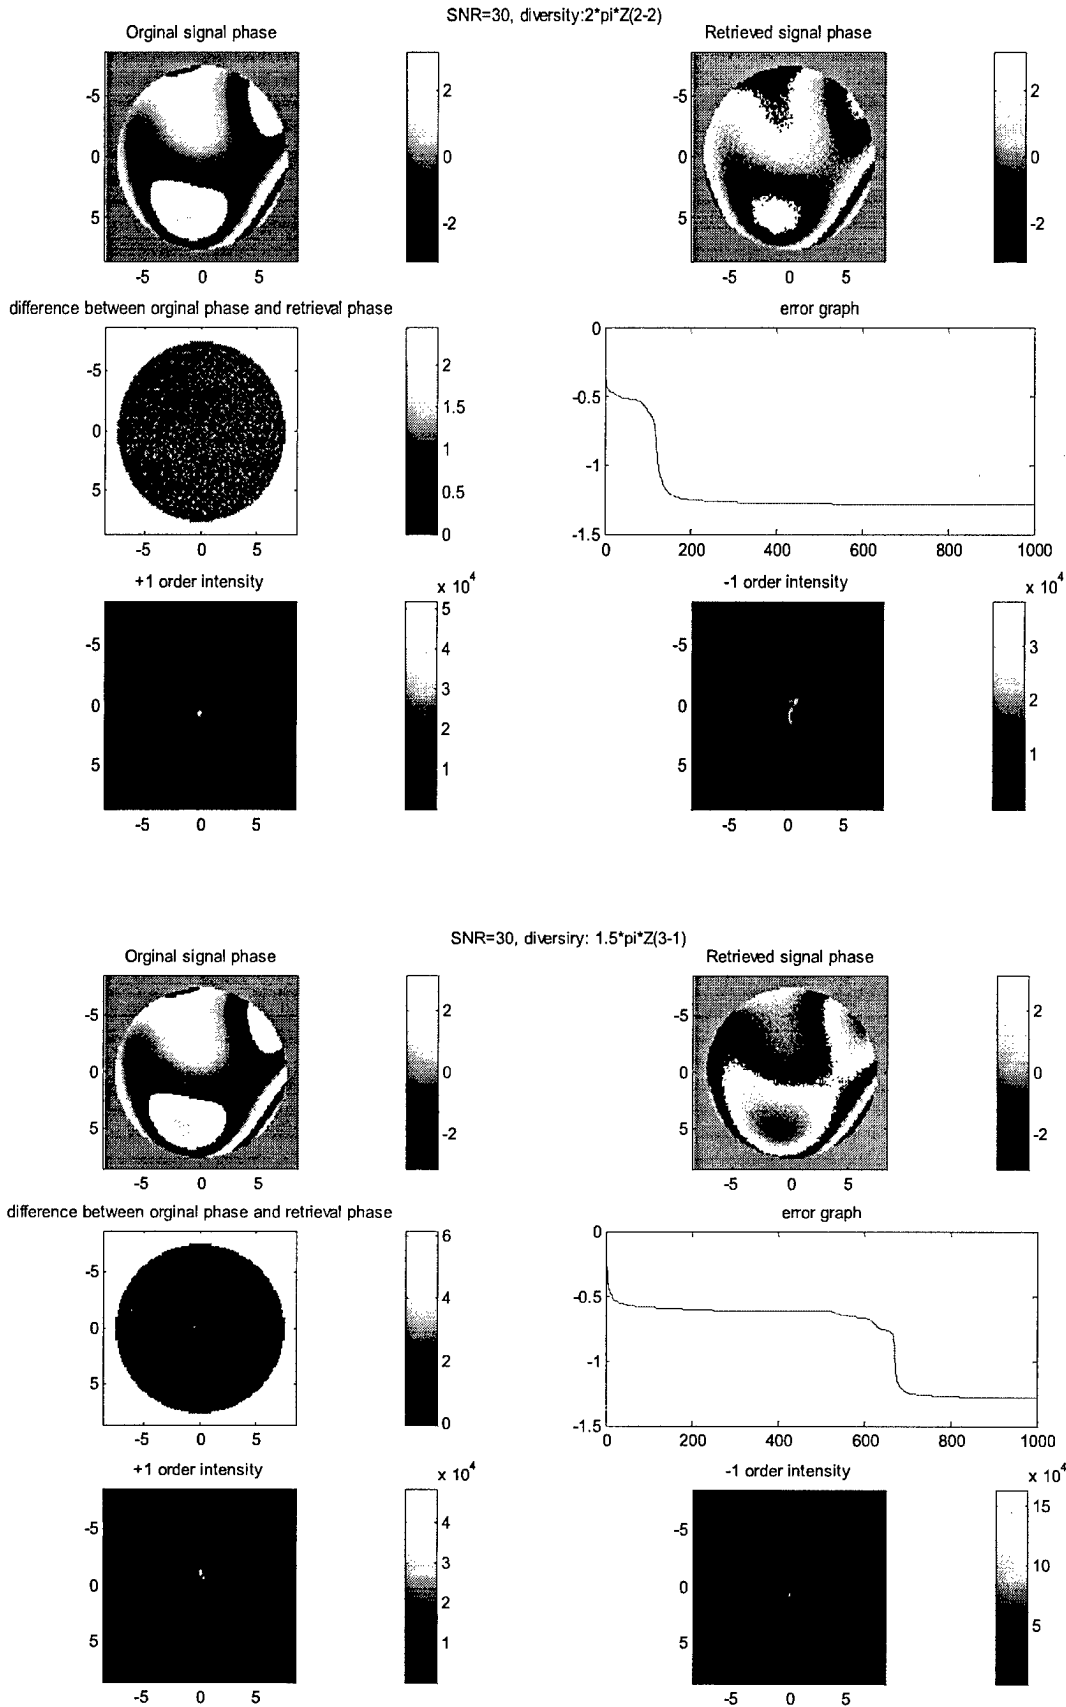 SNR=30, diversity:2*pi*Z(2-2)
Orginal signal phase
Retrieved signal phase
-5
0
5
-5 0 5
2
0
-2
-5
0
5
-5 0 5
2
0
-2
difference between orginal phase and retrieval phase
error graph
-5
0
5
-5 0 5
2
1.5
1
0.5
0
0
-0.5
-1
-1.5
0 200 400 600 800 1000
+1 order intensity
x 10^4
-1 order intensity
x 10^4
-5
0
5
-5 0 5
5
4
3
2
1
-5
0
5
-5 0 5
3
2
1
SNR=30, diversiry: 1.5*pi*Z(3-1)
Orginal signal phase
Retrieved signal phase
-5
0
5
-5 0 5
2
0
-2
-5
0
5
-5 0 5
2
0
-2
difference between orginal phase and retrieval phase
error graph
-5
0
5
-5 0 5
6
4
2
0
0
-0.5
-1
-1.5
0 200 400 600 800 1000
+1 order intensity
x 10^4
-1 order intensity
x 10^4
-5
0
5
-5 0 5
4
3
2
1
-5
0
5
-5 0 5
15
10
5